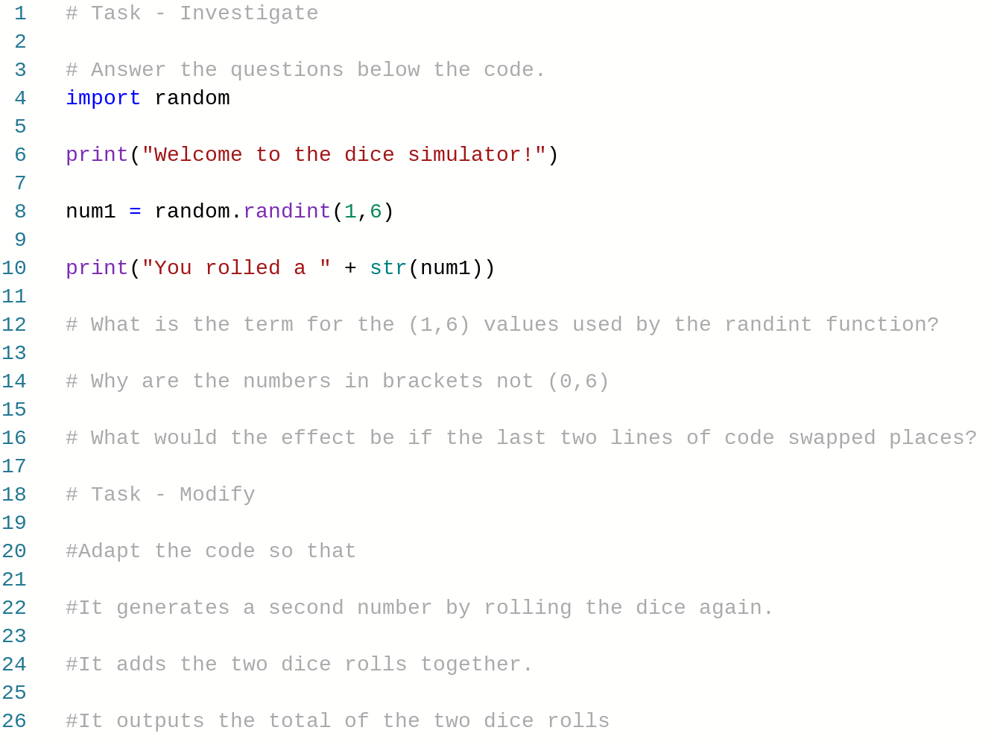 1 # Task - Investigate
2
3 # Answer the questions below the code.
4 import random
5
6 print("Welcome to the dice simulator!")
7
8 num1 = random.randint(1,6)
9
10 print("You rolled a " + str(num1))
11
12 # What is the term for the (1,6) values used by the randint function?
13
14 # Why are the numbers in brackets not (0,6)
15
16 # What would the effect be if the last two lines of code swapped places?
17
18 # Task - Modify
19
20 #Adapt the code so that
21
22 #It generates a second number by rolling the dice again.
23
24 #It adds the two dice rolls together.
25
26 #It outputs the total of the two dice rolls